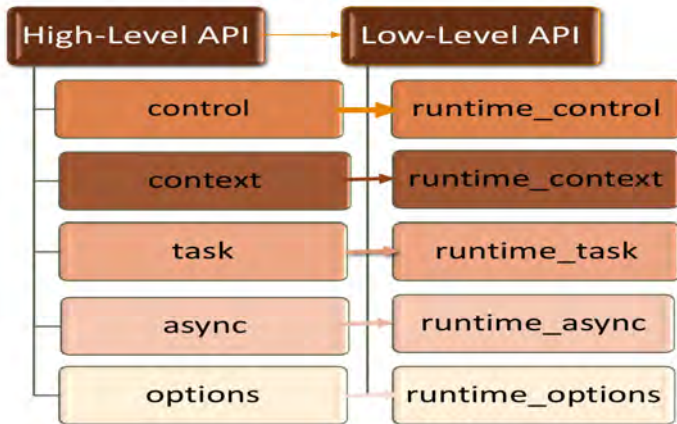 High-Level API
Low-Level API
control
runtime_control
context
runtime_context
task
runtime_task
async
runtime_async
options
runtime_options